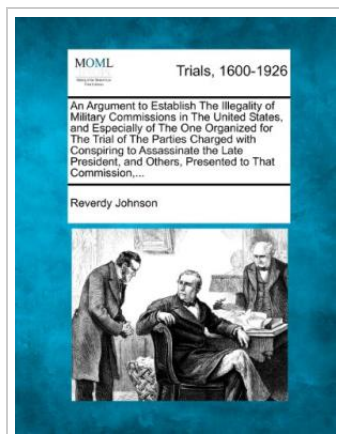 MOML
Trials, 1600-1926
An Argument to Establish The Illegality of
Military Commissions in The United States,
and Especially of The One Organized for
The Trial of The Parties Charged with
Conspiring to Assassinate the Late
President, and Others, Presented to That
Commission,...
Reverdy Johnson